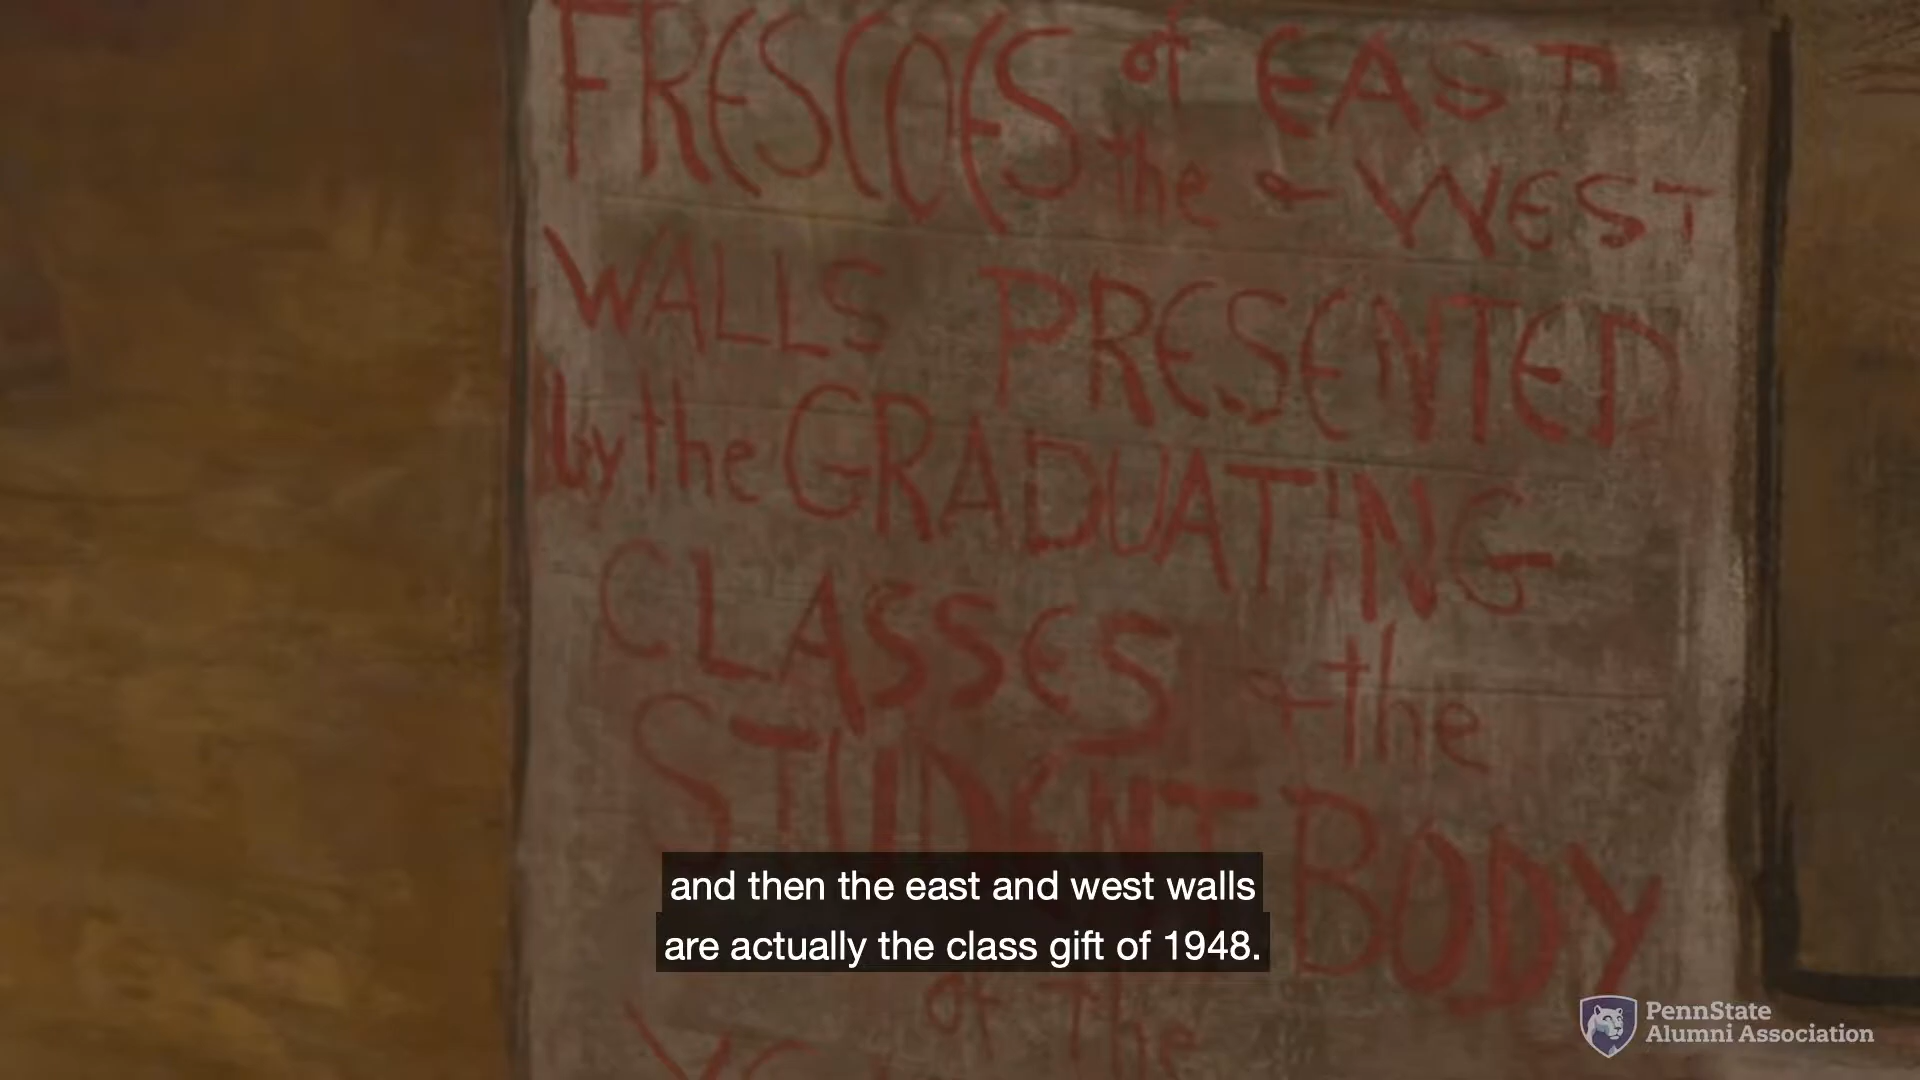 FRESCOES of EAST
the & WEST
WALLS PRESENTED
by the GRADUATING
CLASSES & the
STUDENT BODY
of the
and then the east and west walls
are actually the class gift of 1948.
PennState
Alumni Association